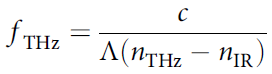 f_THz = c / Λ(n_THz − n_IR)